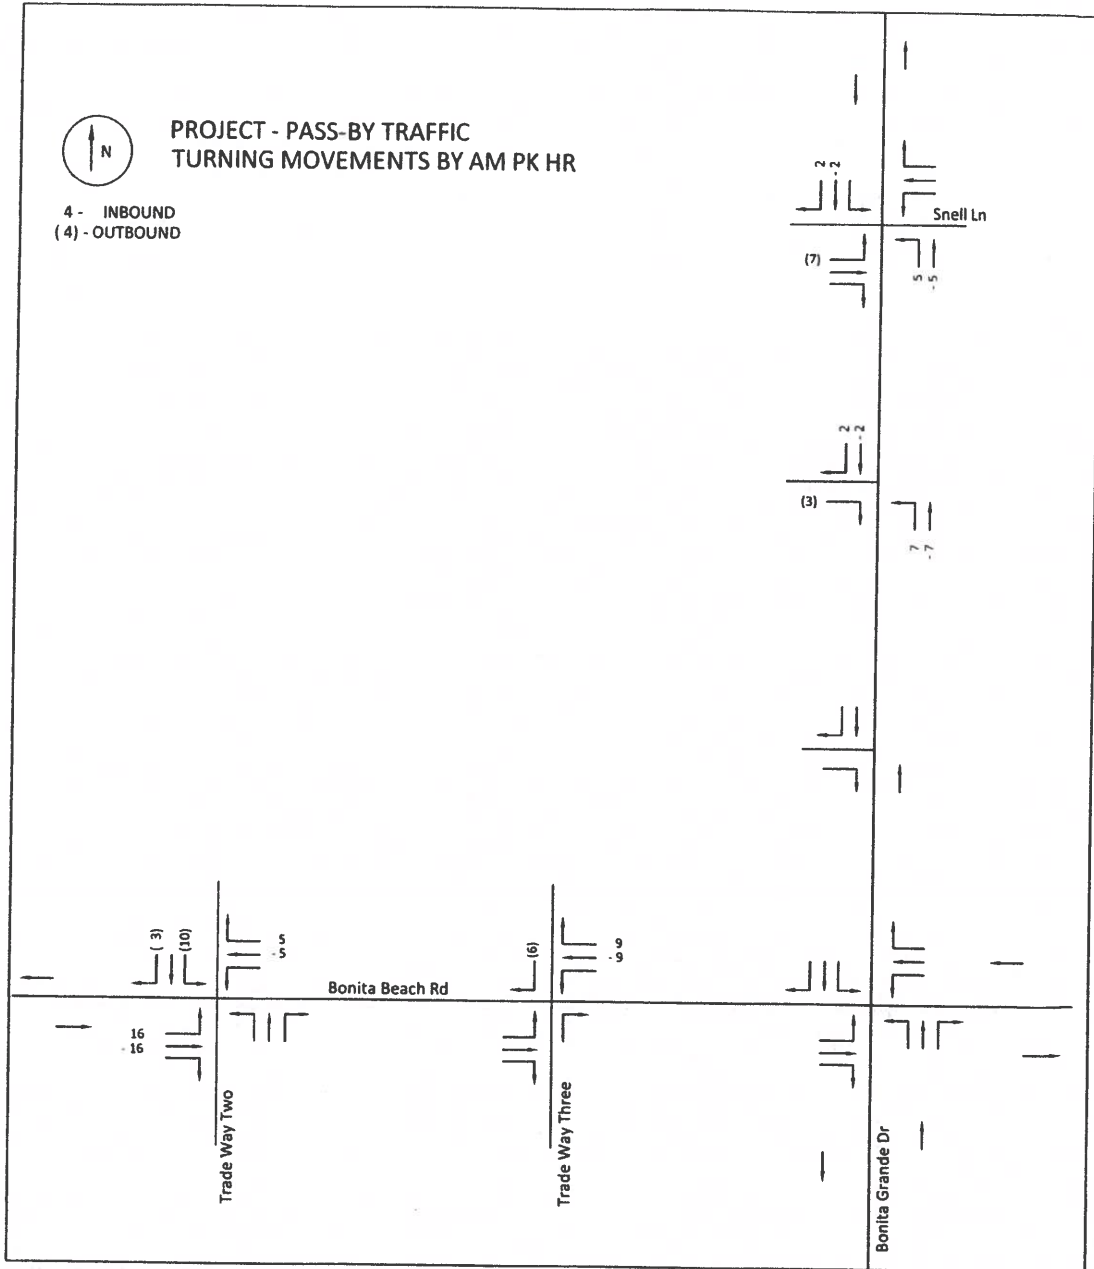 N
PROJECT - PASS-BY TRAFFIC
TURNING MOVEMENTS BY AM PK HR
4 - INBOUND
( 4) - OUTBOUND
2
- 2
Snell Ln
(7)
5
- 5
2
- 2
(3)
7
- 7
( 3)
(10)
5
- 5
(6)
9
- 9
Bonita Beach Rd
16
- 16
Trade Way Two
Trade Way Three
Bonita Grande Dr